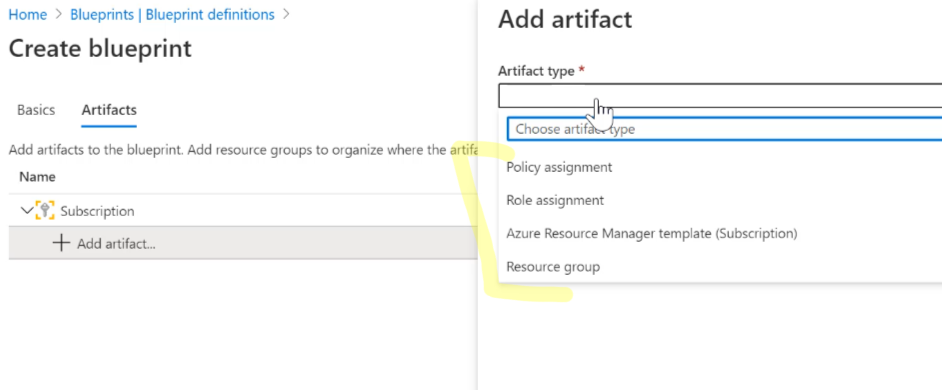 Home > Blueprints | Blueprint definitions >
Create blueprint
Basics Artifacts
Add artifacts to the blueprint. Add resource groups to organize where the artifa
Name
Subscription
+ Add artifact...
Add artifact
Artifact type *
Choose artifact type
Policy assignment
Role assignment
Azure Resource Manager template (Subscription)
Resource group